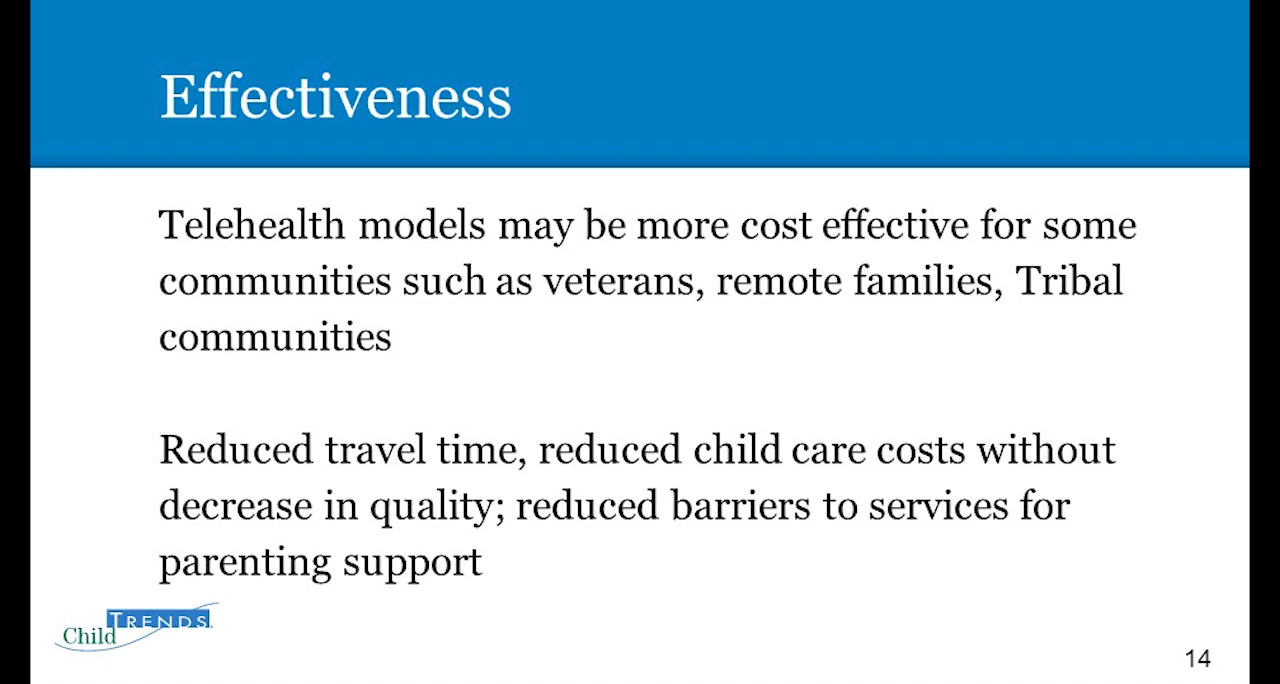 Effectiveness
Telehealth models may be more cost effective for some
communities such as veterans, remote families, Tribal
communities
Reduced travel time, reduced child care costs without
decrease in quality; reduced barriers to services for
parenting support
Child TRENDS
14